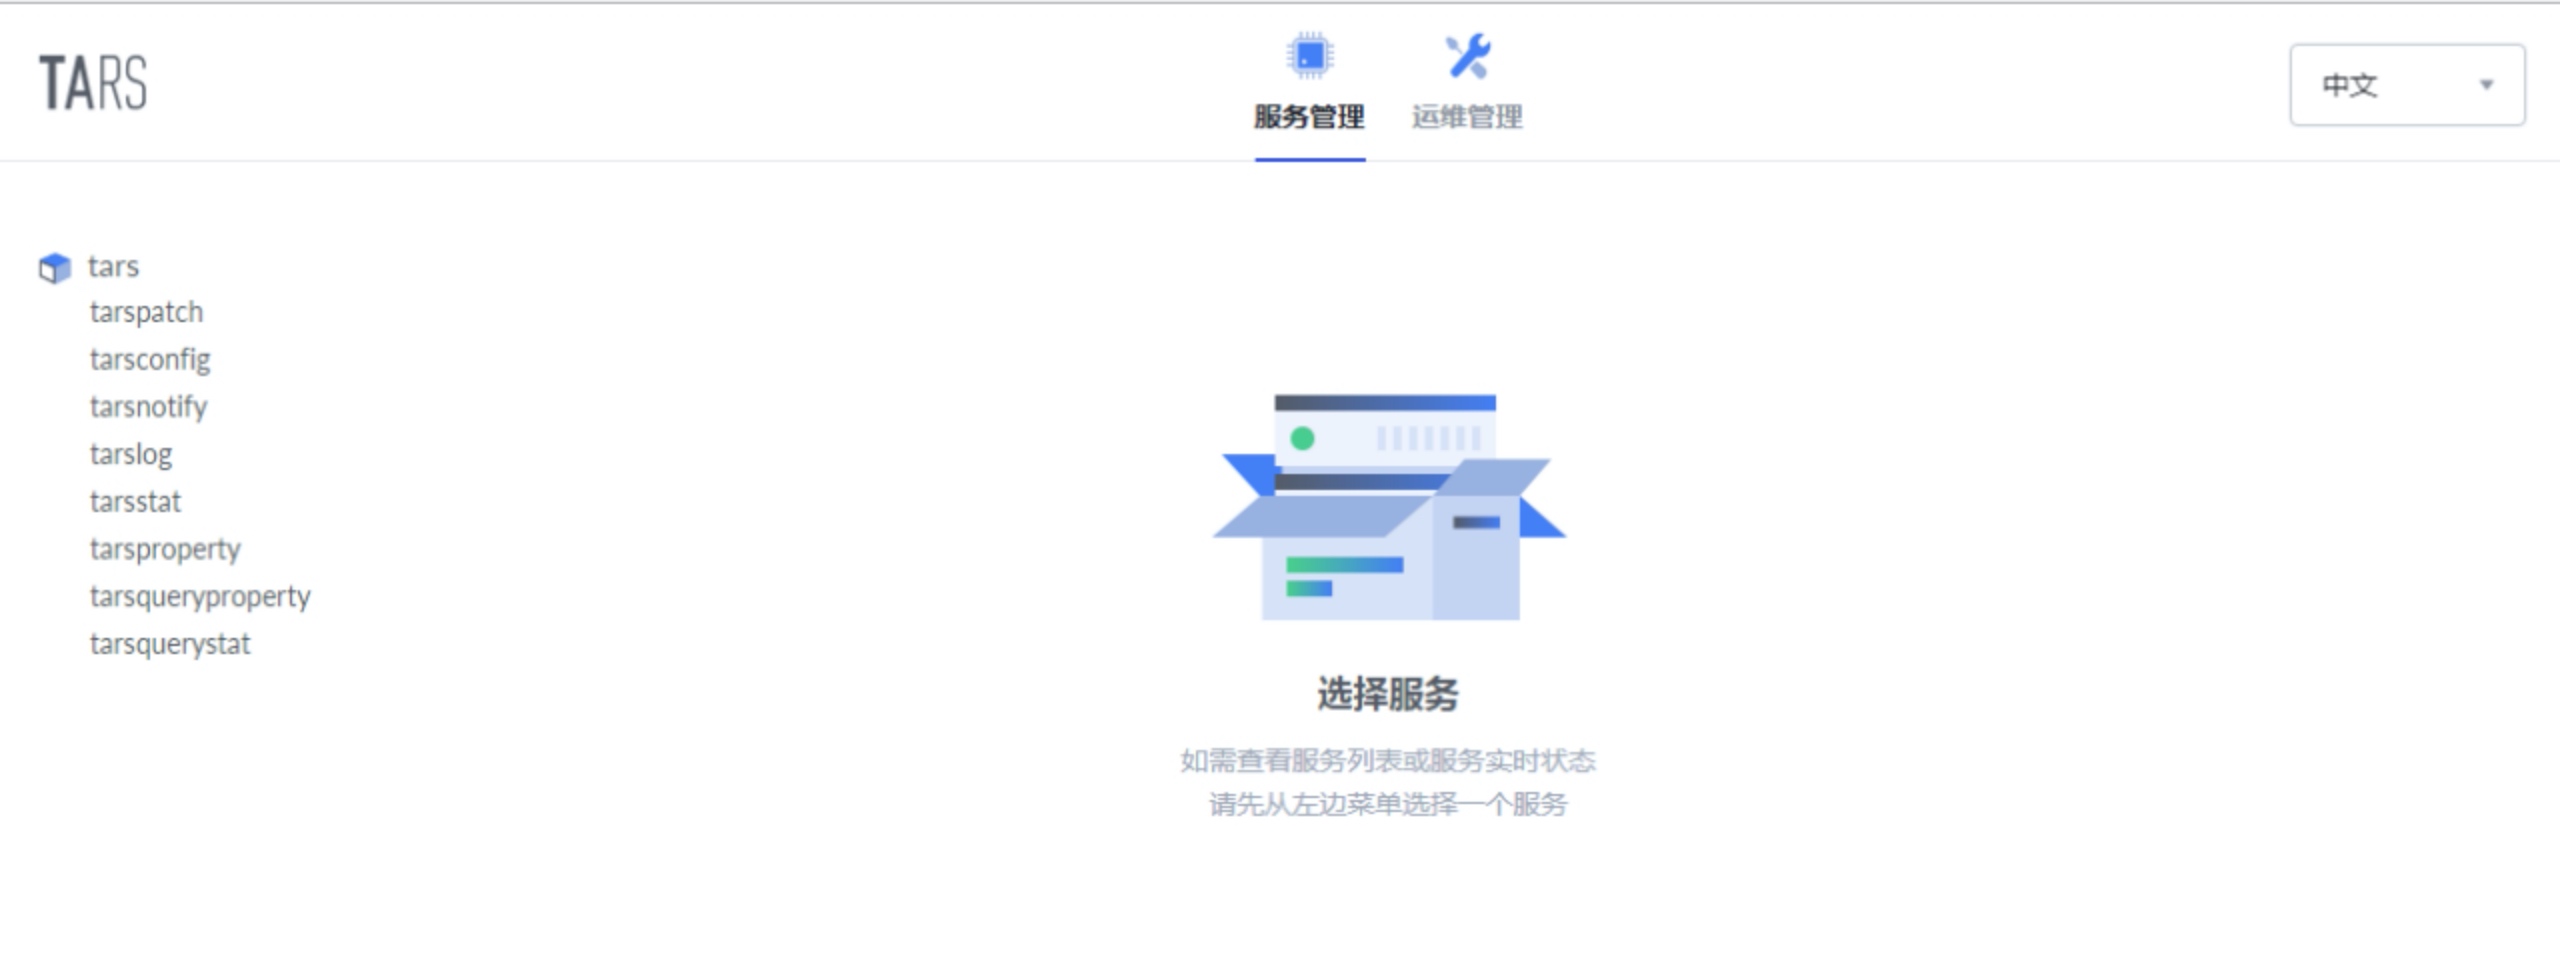 TARS
服务管理
运维管理
中文
tars
tarspatch
tarsconfig
tarsnotify
tarslog
tarsstat
tarsproperty
tarsqueryproperty
tarsquerystat
选择服务
如需查看服务列表或服务实时状态
请先从左边菜单选择一个服务